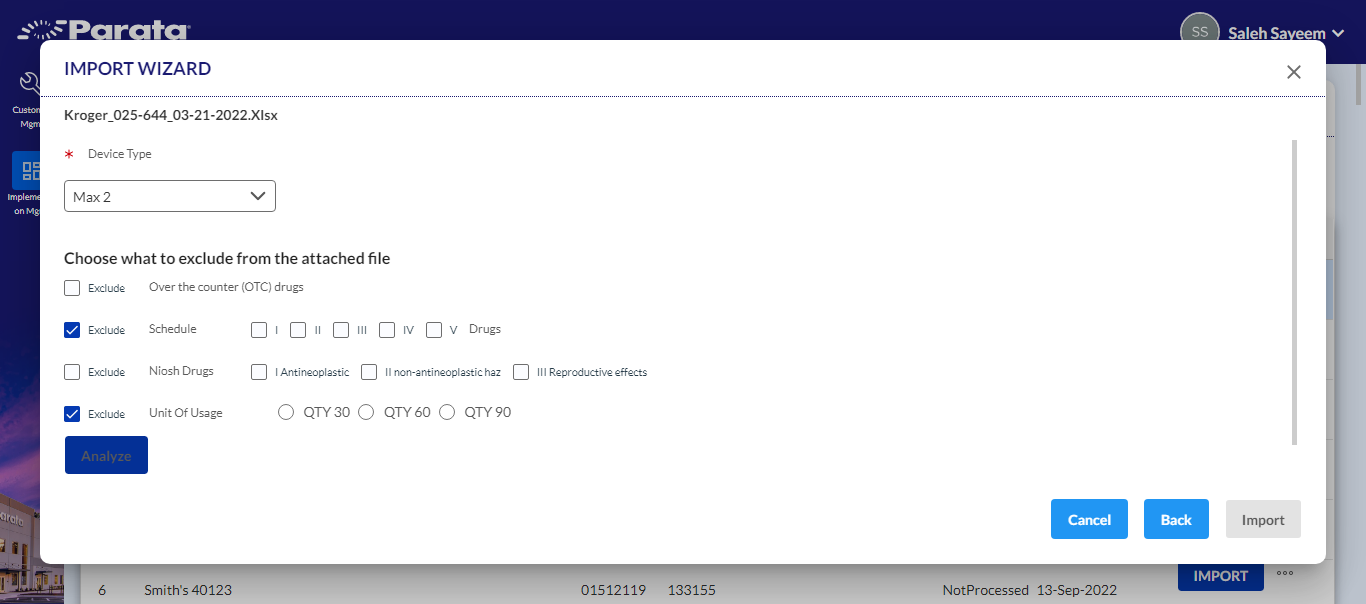 Parata
SS Saleh Sayeem
IMPORT WIZARD
Custom
Mgm
Kroger_025-644_03-21-2022.Xlsx
* Device Type
Max 2
Impleme
on Mg
Choose what to exclude from the attached file
Exclude Over the counter (OTC) drugs
Exclude Schedule I II III IV V Drugs
Exclude Niosh Drugs I Antineoplastic II non-antineoplastic haz III Reproductive effects
Exclude Unit Of Usage QTY 30 QTY 60 QTY 90
Analyze
Cancel Back Import
parata
IMPORT
6 Smith's 40123 01512119 133155 NotProcessed 13-Sep-2022